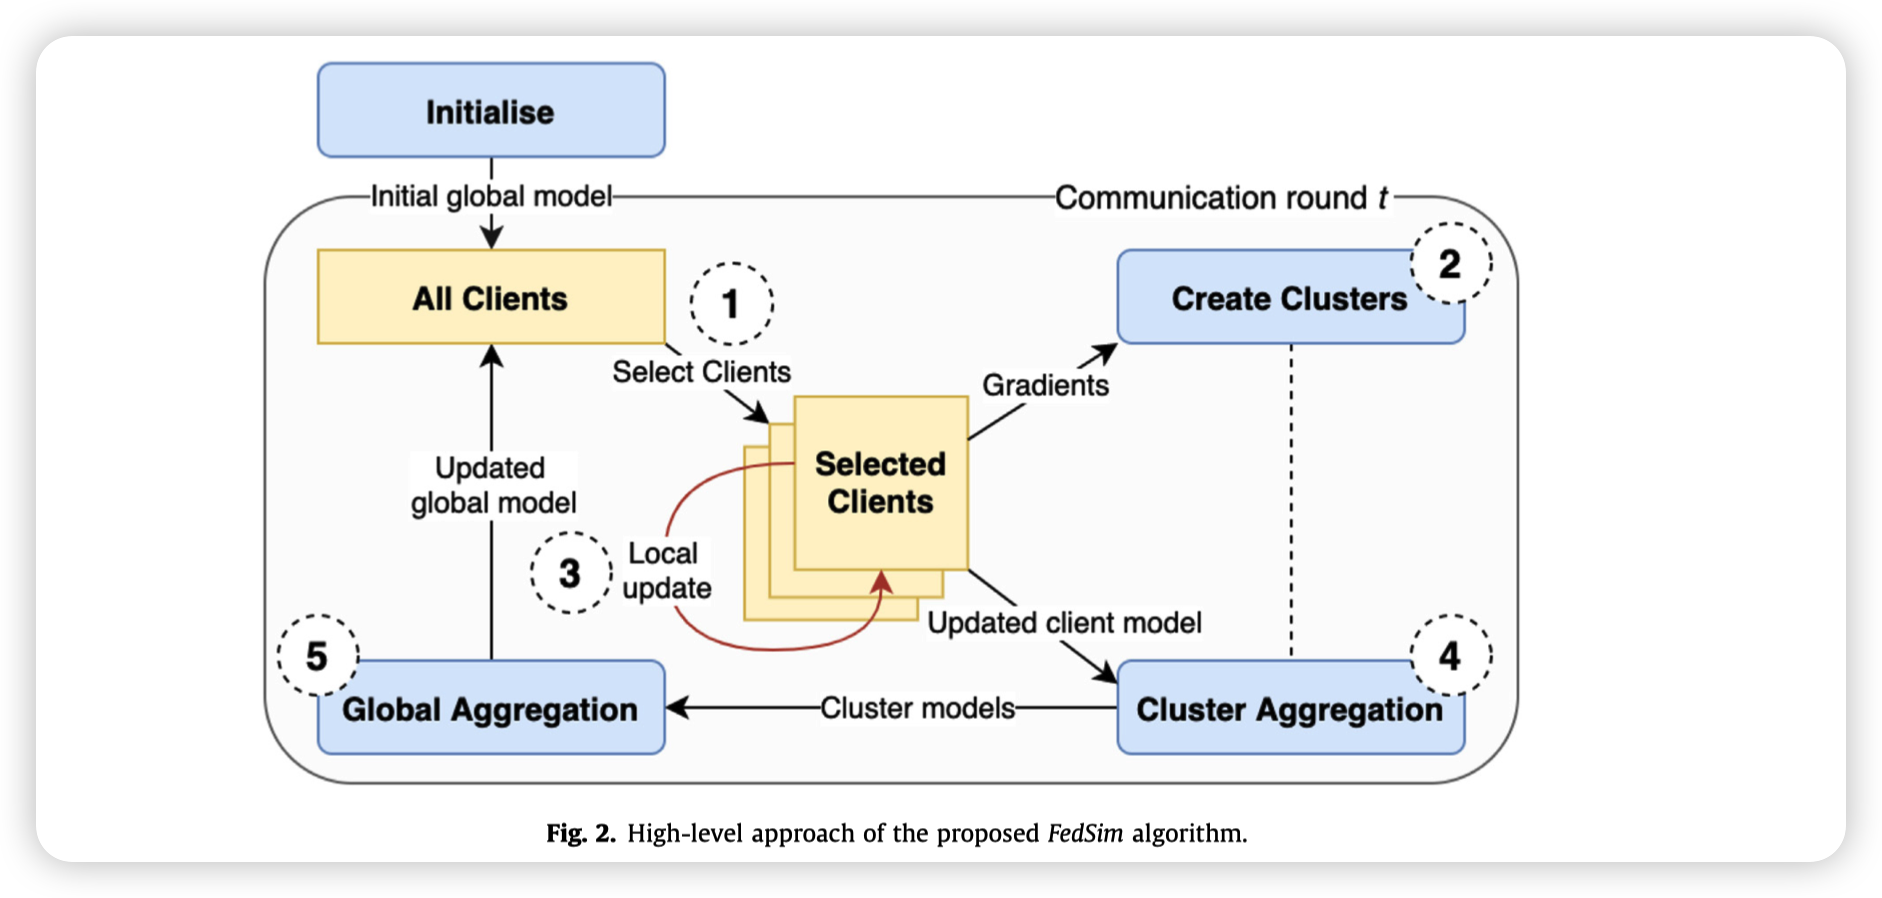 Initialise
Initial global model
Communication round t
All Clients
1
2
Create Clusters
Select Clients
Gradients
Selected
Clients
Updated
global model
3
Local
update
Updated client model
5
4
Global Aggregation
Cluster models
Cluster Aggregation
Fig. 2. High-level approach of the proposed FedSim algorithm.